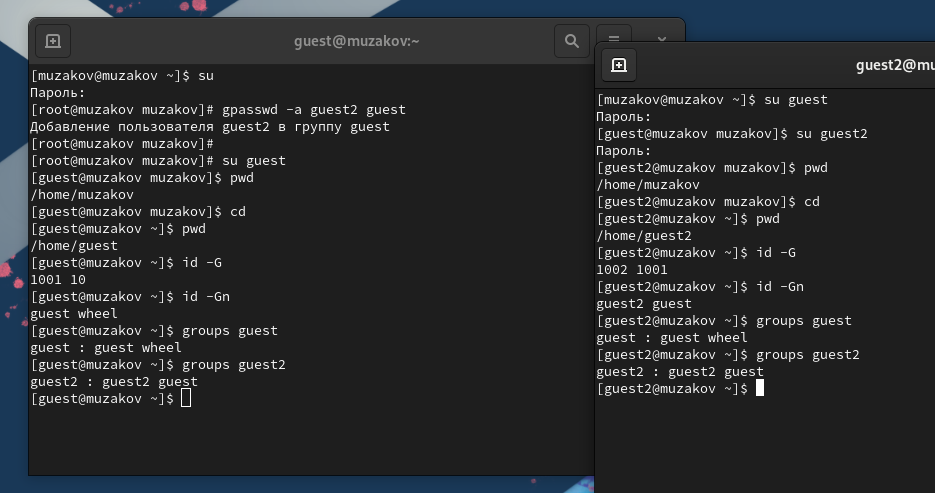 guest@muzakov:~
[muzakov@muzakov ~]$ su
Пароль:
[root@muzakov muzakov]# gpasswd -a guest2 guest
Добавление пользователя guest2 в группу guest
[root@muzakov muzakov]#
[root@muzakov muzakov]# su guest
[guest@muzakov muzakov]$ pwd
/home/muzakov
[guest@muzakov muzakov]$ cd
[guest@muzakov ~]$ pwd
/home/guest
[guest@muzakov ~]$ id -G
1001 10
[guest@muzakov ~]$ id -Gn
guest wheel
[guest@muzakov ~]$ groups guest
guest : guest wheel
[guest@muzakov ~]$ groups guest2
guest2 : guest2 guest
[guest@muzakov ~]$
guest2@mu
[muzakov@muzakov ~]$ su guest
Пароль:
[guest@muzakov muzakov]$ su guest2
Пароль:
[guest2@muzakov muzakov]$ pwd
/home/muzakov
[guest2@muzakov muzakov]$ cd
[guest2@muzakov ~]$ pwd
/home/guest2
[guest2@muzakov ~]$ id -G
1002 1001
[guest2@muzakov ~]$ id -Gn
guest2 guest
[guest2@muzakov ~]$ groups guest
guest : guest wheel
[guest2@muzakov ~]$ groups guest2
guest2 : guest2 guest
[guest2@muzakov ~]$